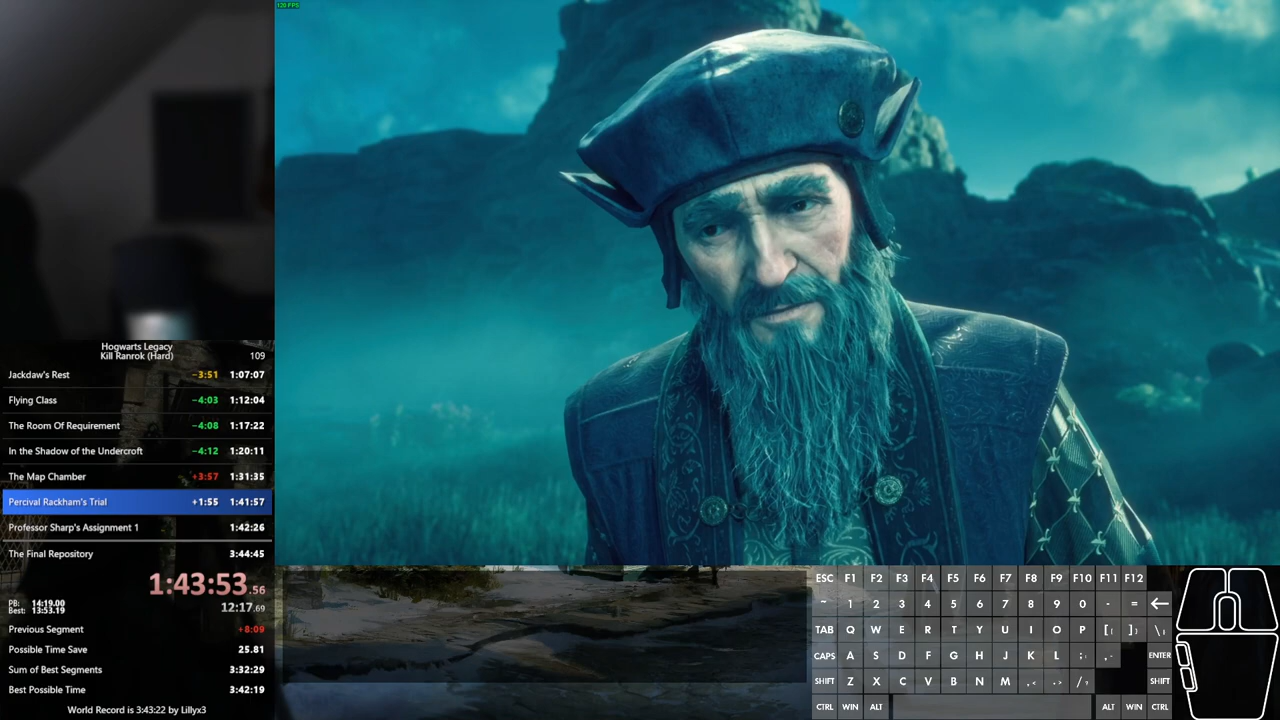 120 FPS
Hogwarts Legacy
Kill Ranrok (Hard) 109
Jackdaw's Rest −3:51 1:07:07
Flying Class −4:03 1:12:04
The Room Of Requirement −4:08 1:17:22
In the Shadow of the Undercroft −4:12 1:20:11
The Map Chamber +3:57 1:31:35
Percival Rackham's Trial +1:55 1:41:57
Professor Sharp's Assignment 1 1:42:26
The Final Repository 3:44:45
1:43:53.56
PB: 14:19.00
Best: 13:53.19
12:17.69
Previous Segment +8:09
Possible Time Save 25.81
Sum of Best Segments 3:32:29
Best Possible Time 3:42:19
World Record is 3:43:22 by Lillyx3
ESC F1 F2 F3 F4 F5 F6 F7 F8 F9 F10 F11 F12
~ 1 2 3 4 5 6 7 8 9 0 - = ←
TAB Q W E R T Y U I O P [{ ]} \|
CAPS A S D F G H J K L ;: ,. ENTER
SHIFT Z X C V B N M ,< .> /? SHIFT
CTRL WIN ALT ALT WIN CTRL